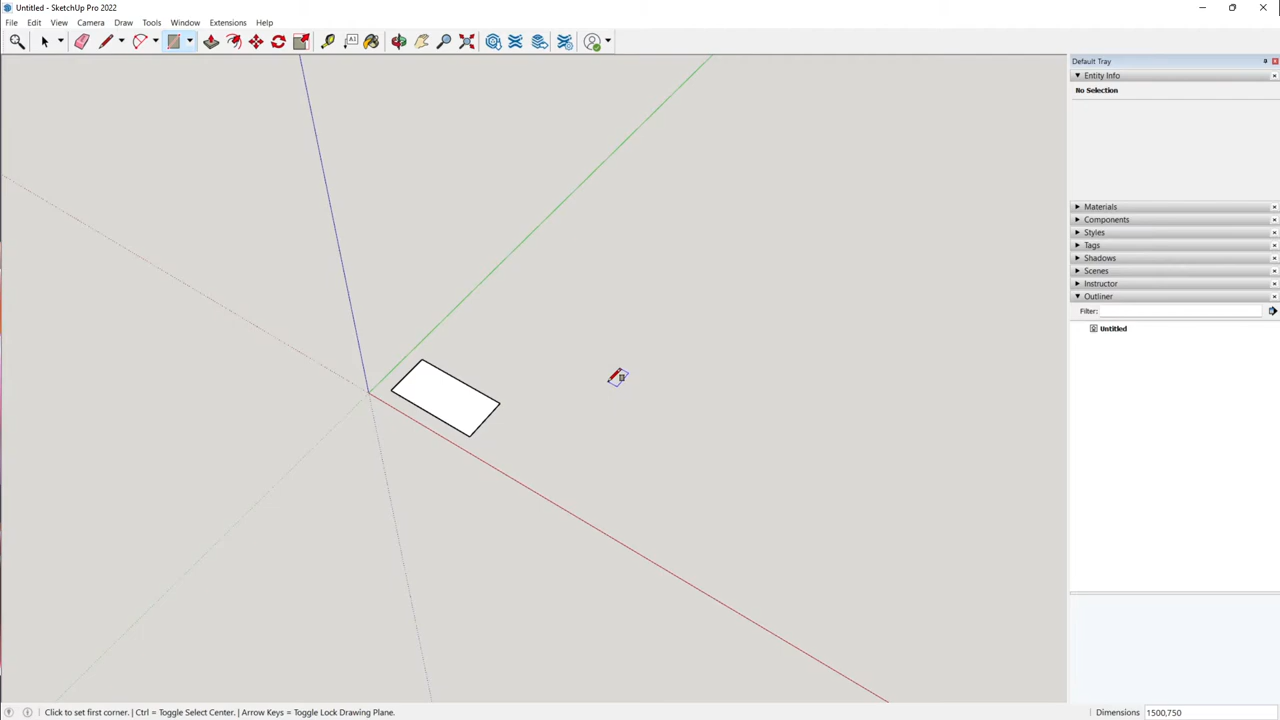 Untitled - SketchUp Pro 2022
File Edit View Camera Draw Tools Window Extensions Help
Default Tray
Entity Info
No Selection
Materials
Components
Styles
Tags
Shadows
Scenes
Instructor
Outliner
Filter:
Untitled
Click to set first corner. | Ctrl = Toggle Select Center. | Arrow Keys = Toggle Lock Drawing Plane.
Dimensions 1500,750